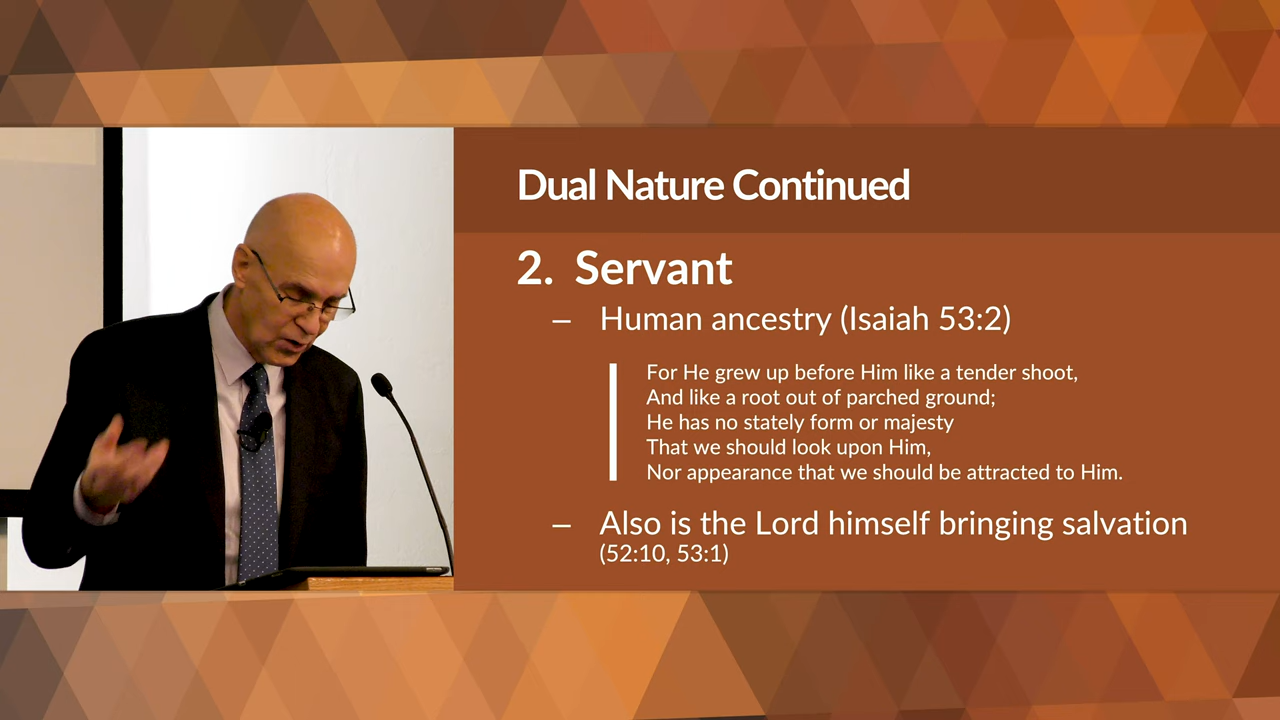 Dual Nature Continued
2. Servant
– Human ancestry (Isaiah 53:2)
For He grew up before Him like a tender shoot,
And like a root out of parched ground;
He has no stately form or majesty
That we should look upon Him,
Nor appearance that we should be attracted to Him.
– Also is the Lord himself bringing salvation
(52:10, 53:1)